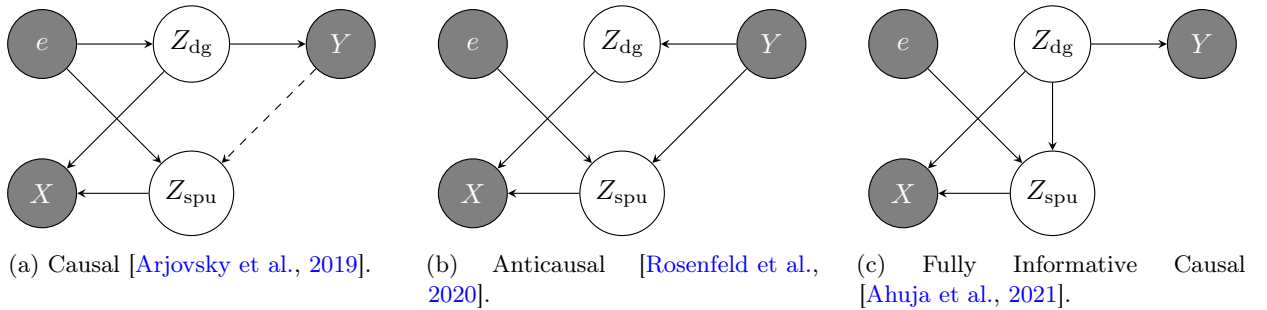 e Z_dg Y
X Z_spu
(a) Causal [Arjovsky et al., 2019].
e Z_dg Y
X Z_spu
(b) Anticausal [Rosenfeld et al.,
2020].
e Z_dg Y
X Z_spu
(c) Fully Informative Causal
[Ahuja et al., 2021].